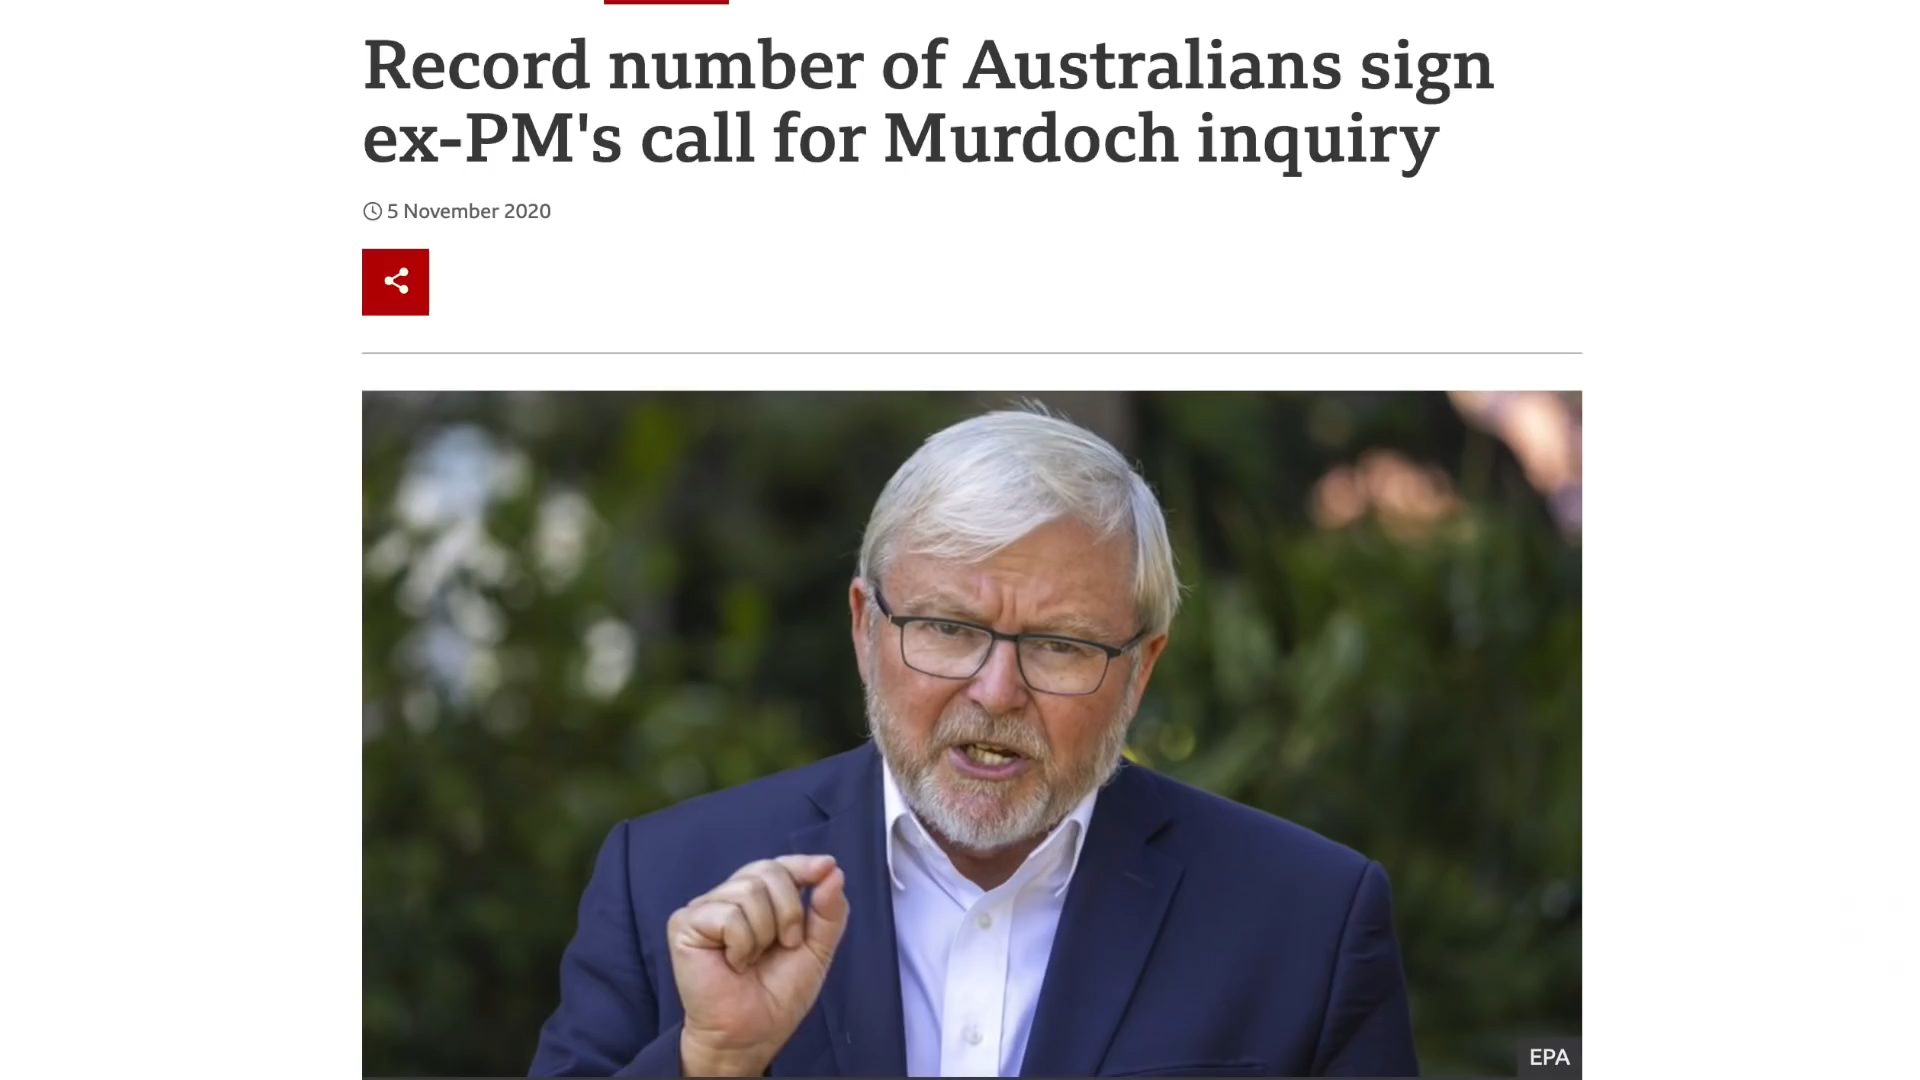 Record number of Australians sign
ex-PM's call for Murdoch inquiry
5 November 2020
EPA